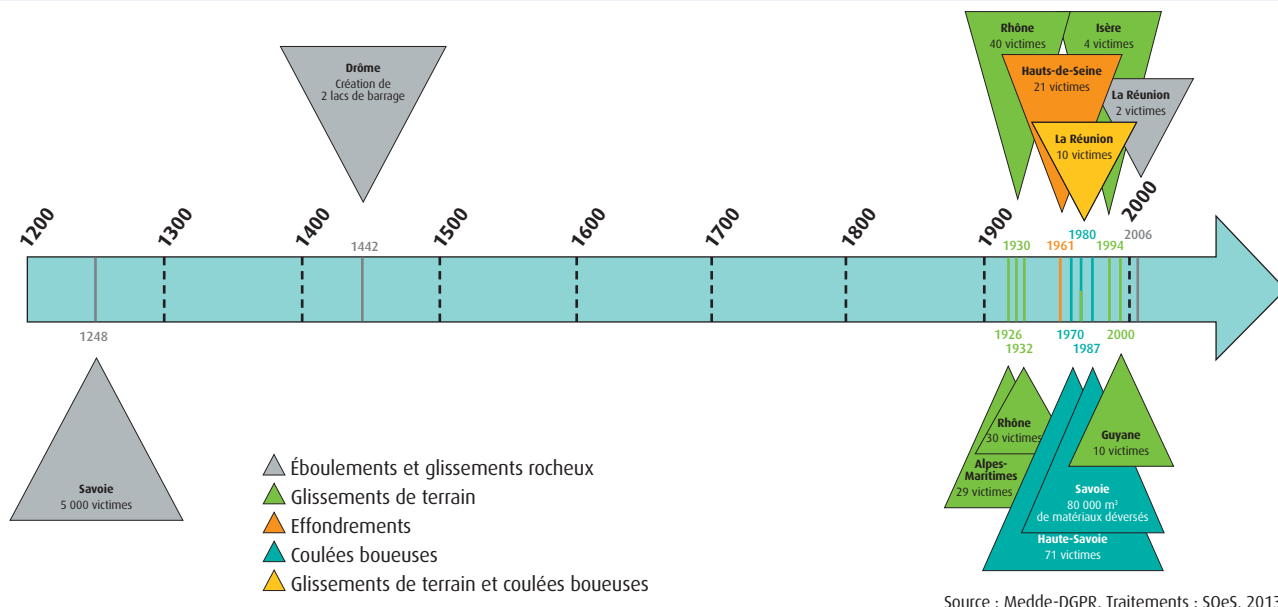 Drôme
Création de
2 lacs de barrage
Rhône
40 victimes
Isère
4 victimes
Hauts-de-Seine
21 victimes
La Réunion
2 victimes
La Réunion
10 victimes
1200
1300
1400
1500
1600
1700
1800
1900
2000
1442
1930
1961
1980
1994
2006
1248
1926
1932
1970
1987
2000
Savoie
5 000 victimes
Rhône
30 victimes
Alpes-
Maritimes
29 victimes
Guyane
10 victimes
Savoie
80 000 m³
de matériaux déversés
Haute-Savoie
71 victimes
Éboulements et glissements rocheux
Glissements de terrain
Effondrements
Coulées boueuses
Glissements de terrain et coulées boueuses
Source : Medde-DGPR. Traitements : SOeS, 2013